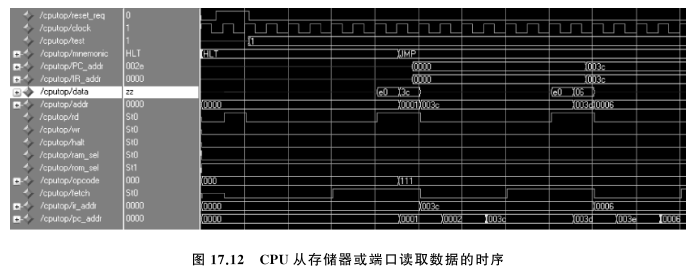 /cputop/reset_req 0
/cputop/clock 1
/cputop/test 1 1
/cputop/mnemonic HLT HLT JMP
/cputop/PC_addr 002a 0000 003c
/cputop/IR_addr 0000 0000 003c
/cputop/data zz e0 3c e0 06
/cputop/addr 0000 0000 0001 003c 003d 0006
/cputop/rd St0
/cputop/wr St0
/cputop/halt St0
/cputop/ram_sel St0
/cputop/rom_sel St1
/cputop/opcode 000 000 111
/cputop/fetch St0
/cputop/ir_addr 0000 0000 003c 0006
/cputop/pc_addr 0000 0000 0001 0002 003c 003d 003e 0006
图 17.12 CPU 从存储器或端口读取数据的时序